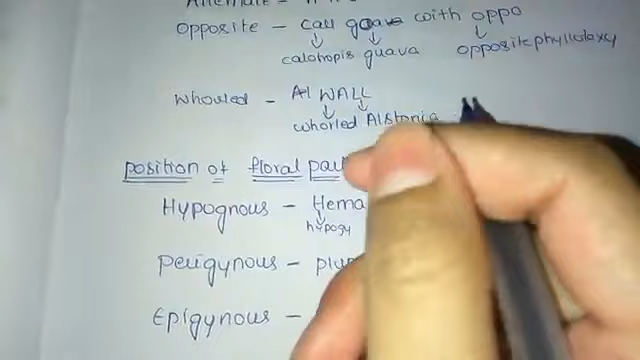 Opposite - Call guava with oppo
calotropis guava oppositephyllotaxy
Whorled - Al WALL
whorled Alstonia
position of floral
Hypognous - Hema
hypogy
Perigynous -
Epigynous -